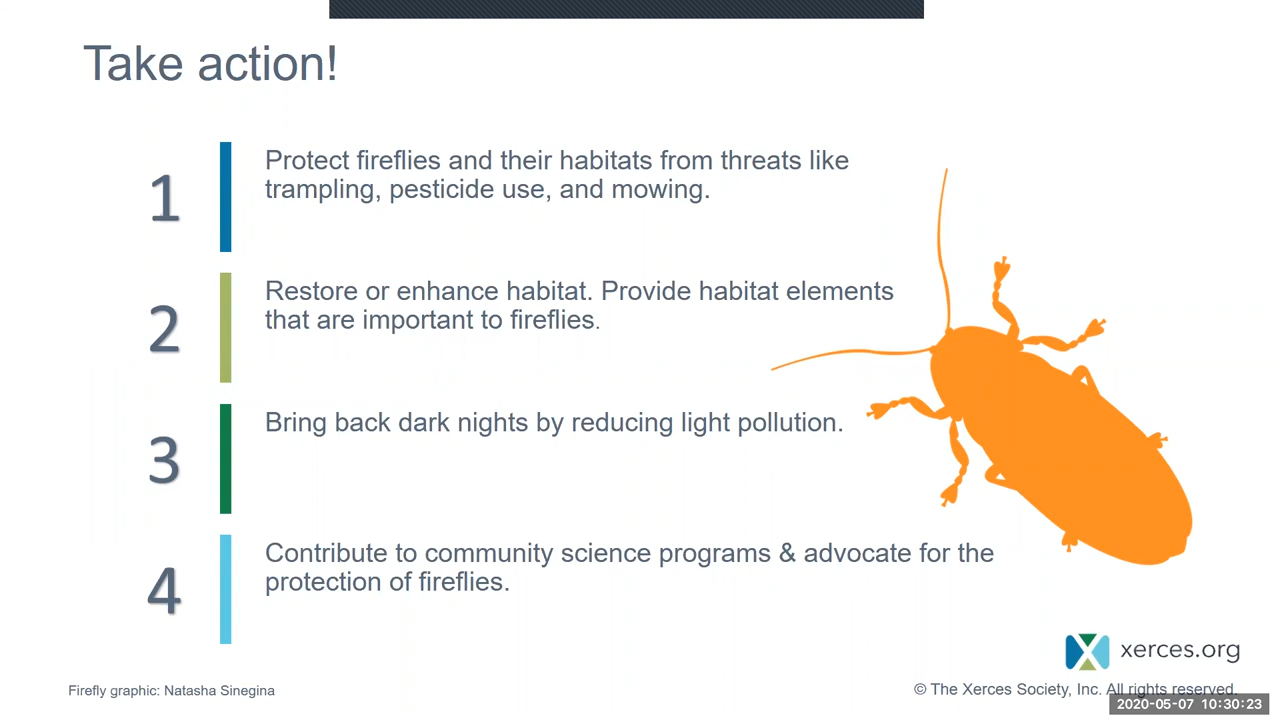 Take action!
1
Protect fireflies and their habitats from threats like
trampling, pesticide use, and mowing.
2
Restore or enhance habitat. Provide habitat elements
that are important to fireflies.
3
Bring back dark nights by reducing light pollution.
4
Contribute to community science programs & advocate for the
protection of fireflies.
xerces.org
Firefly graphic: Natasha Sinegina
© The Xerces Society, Inc. All rights reserved.
2020-05-07 10:30:23